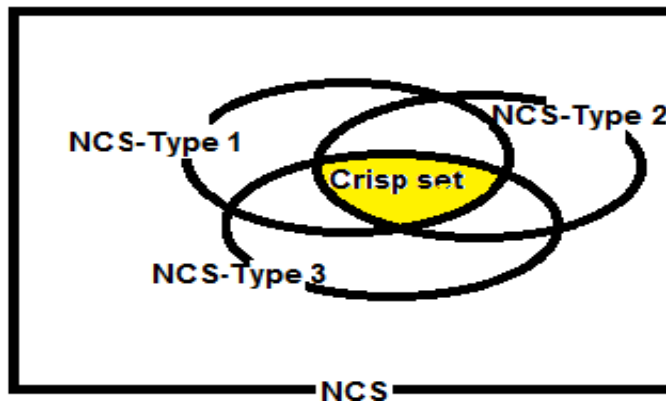 NCS-Type 2
NCS-Type 1
Crisp set
NCS-Type 3
NCS